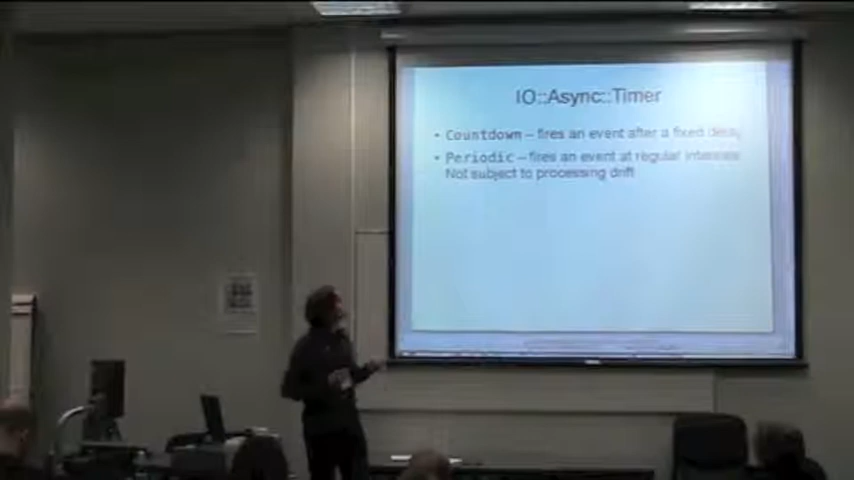 IO::Async::Timer
• Countdown – fires an event after a fixed delay
• Periodic – fires an event at regular intervals
Not subject to processing drift